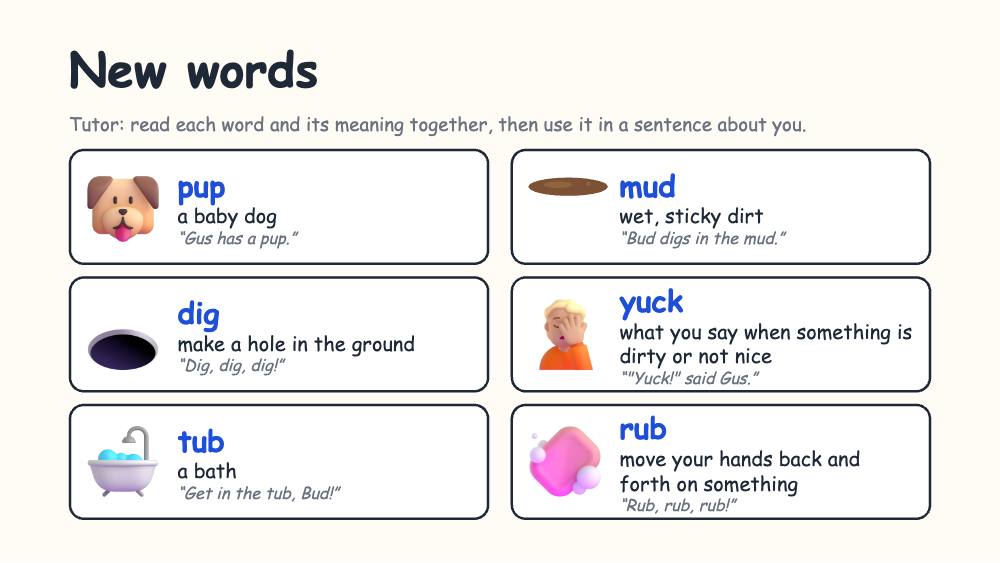 New words
Tutor: read each word and its meaning together, then use it in a sentence about you.
pup
a baby dog
"Gus has a pup."
mud
wet, sticky dirt
"Bud digs in the mud."
dig
make a hole in the ground
"Dig, dig, dig!"
yuck
what you say when something is
dirty or not nice
""Yuck!" said Gus."
tub
a bath
"Get in the tub, Bud!"
rub
move your hands back and
forth on something
"Rub, rub, rub!"